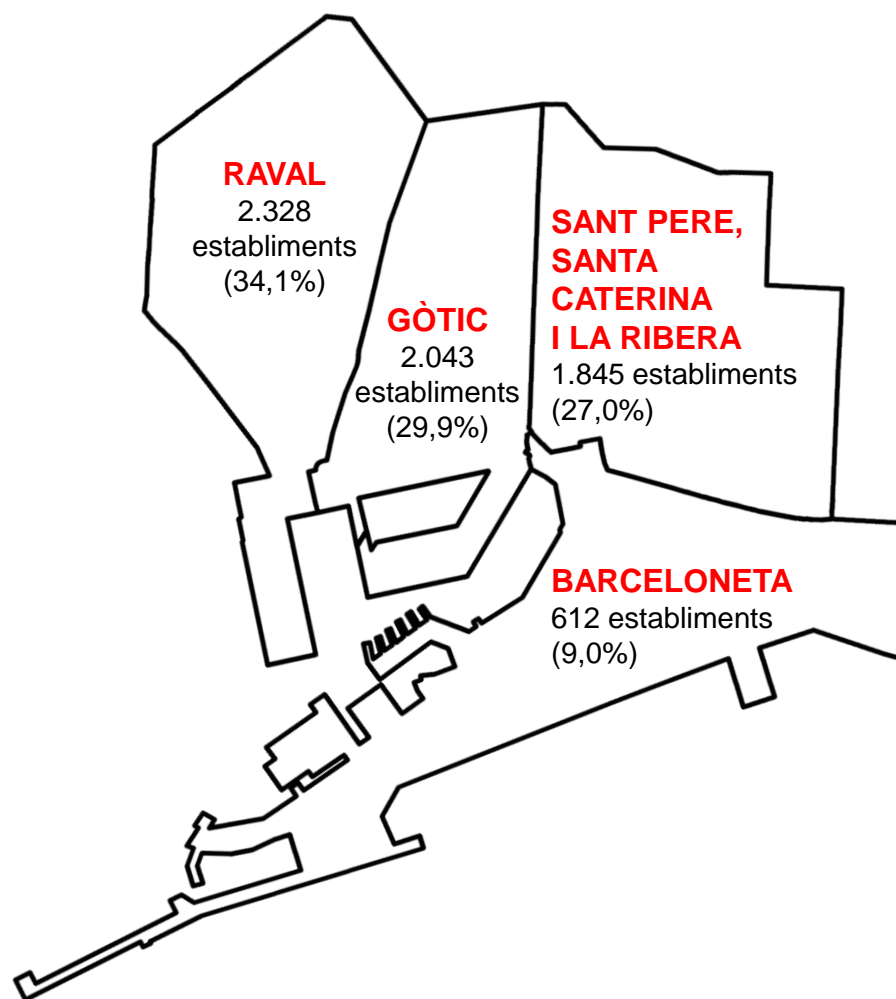 RAVAL
2.328
establiments
(34,1%)
GÒTIC
2.043
establiments
(29,9%)
SANT PERE,
SANTA
CATERINA
I LA RIBERA
1.845 establiments
(27,0%)
BARCELONETA
612 establiments
(9,0%)